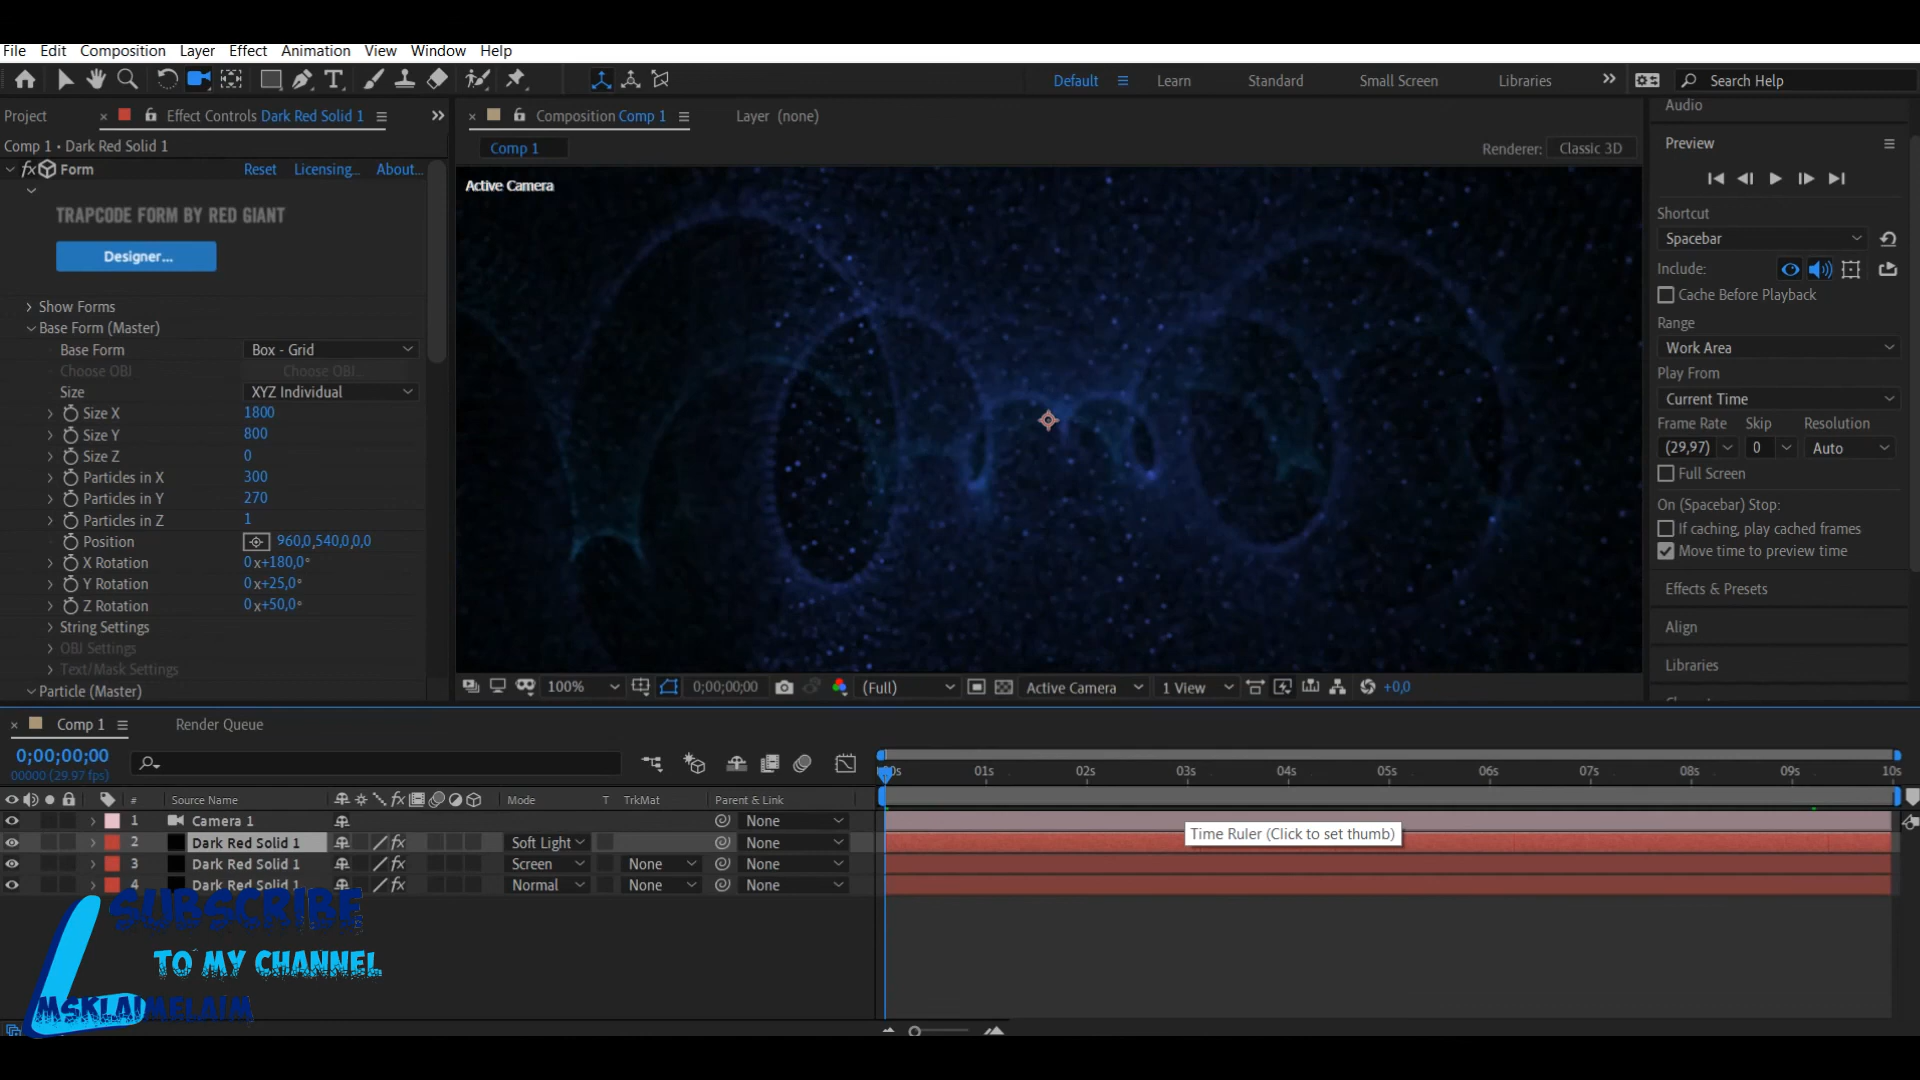 File Edit Composition Layer Effect Animation View Window Help
Default Learn Standard Small Screen Libraries Search Help
Project Effect Controls Dark Red Solid 1
Composition Comp 1 Layer (none)
Audio
Comp 1 • Dark Red Solid 1
Comp 1
Renderer: Classic 3D
Preview
fx Form Reset Licensing... About...
Active Camera
TRAPCODE FORM BY RED GIANT
Designer...
Shortcut
Spacebar
Include:
Cache Before Playback
Range
Work Area
Play From
Current Time
Frame Rate Skip Resolution
(29,97) 0 Auto
Full Screen
On (Spacebar) Stop:
If caching, play cached frames
Move time to preview time
Effects & Presets
Align
Libraries
Show Forms
Base Form (Master)
Base Form Box - Grid
Choose OBJ Choose OBJ...
Size XYZ Individual
Size X 1800
Size Y 800
Size Z 0
Particles in X 300
Particles in Y 270
Particles in Z 1
Position 960,0,540,0,0,0
X Rotation 0 x+180,0°
Y Rotation 0 x+25,0°
Z Rotation 0 x+50,0°
String Settings
OBJ Settings
Text/Mask Settings
Particle (Master)
100% 0;00;00;00 (Full) Active Camera 1 View +0,0
Comp 1 Render Queue
0;00;00;00
00000 (29.97 fps)
00s 01s 02s 03s 04s 05s 06s 07s 08s 09s 10s
# Source Name fx Mode T TrkMat Parent & Link
1 Camera 1 None
2 Dark Red Solid 1 fx Soft Light None
3 Dark Red Solid 1 fx Screen None None
4 Dark Red Solid 1 fx Normal None None
Time Ruler (Click to set thumb)
SUBSCRIBE
TO MY CHANNEL